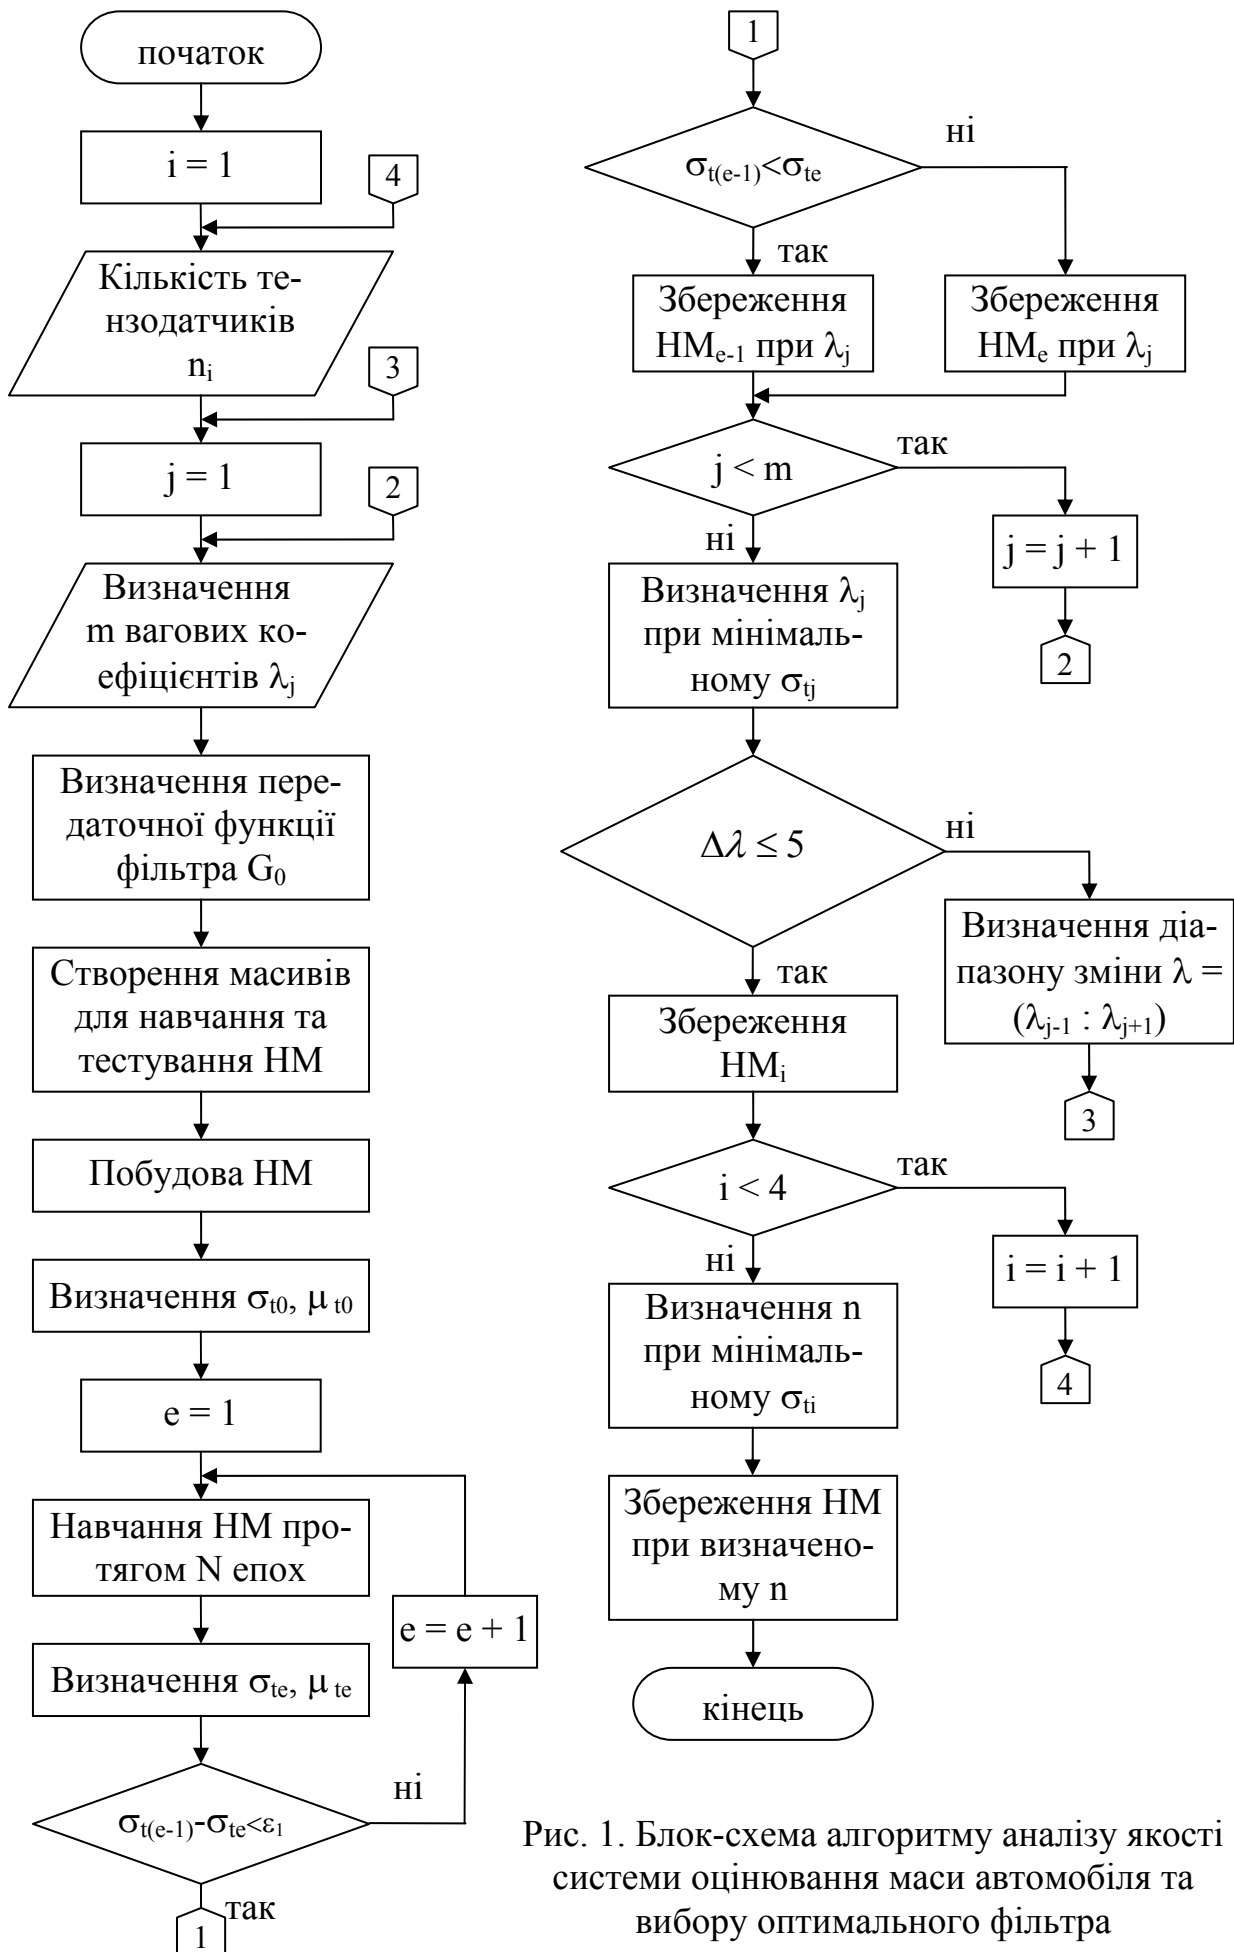 початок
i = 1
4
Кількість те-
нзодатчиків
nᵢ
3
j = 1
2
Визначення
m вагових ко-
ефіцієнтів λⱼ
Визначення пере-
даточної функції
фільтра G₀
Створення масивів
для навчання та
тестування НМ
Побудова НМ
Визначення σₜ₀, μₜ₀
e = 1
Навчання НМ про-
тягом N епох
e = e + 1
Визначення σₜₑ, μₜₑ
ні
σₜ₍ₑ₋₁₎-σₜₑ<ε₁
так
1
1
ні
σₜ₍ₑ₋₁₎<σₜₑ
так
Збереження
НМₑ₋₁ при λⱼ
Збереження
НМₑ при λⱼ
так
j < m
ні
j = j + 1
2
Визначення λⱼ
при мінімаль-
ному σₜⱼ
ні
Δλ ≤ 5
так
Визначення діа-
пазону зміни λ =
(λⱼ₋₁ : λⱼ₊₁)
3
Збереження
НМᵢ
так
i < 4
ні
i = i + 1
4
Визначення n
при мінімаль-
ному σₜᵢ
Збереження НМ
при визначено-
му n
кінець
Рис. 1. Блок-схема алгоритму аналізу якості
системи оцінювання маси автомобіля та
вибору оптимального фільтра